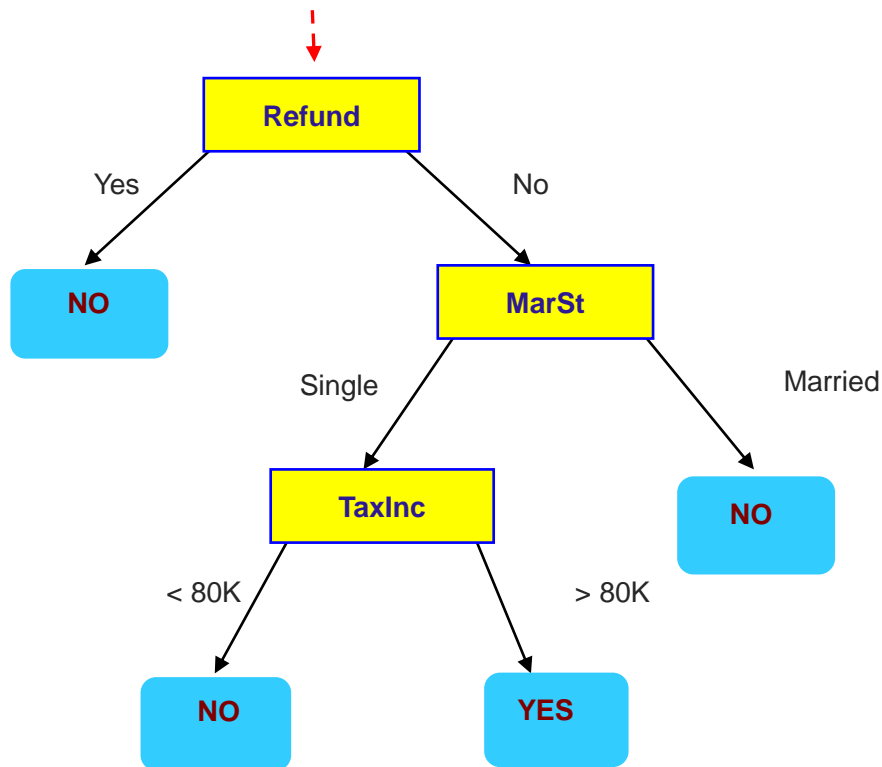 Refund
Yes
No
NO
MarSt
Single
Married
TaxInc
NO
< 80K
> 80K
NO
YES